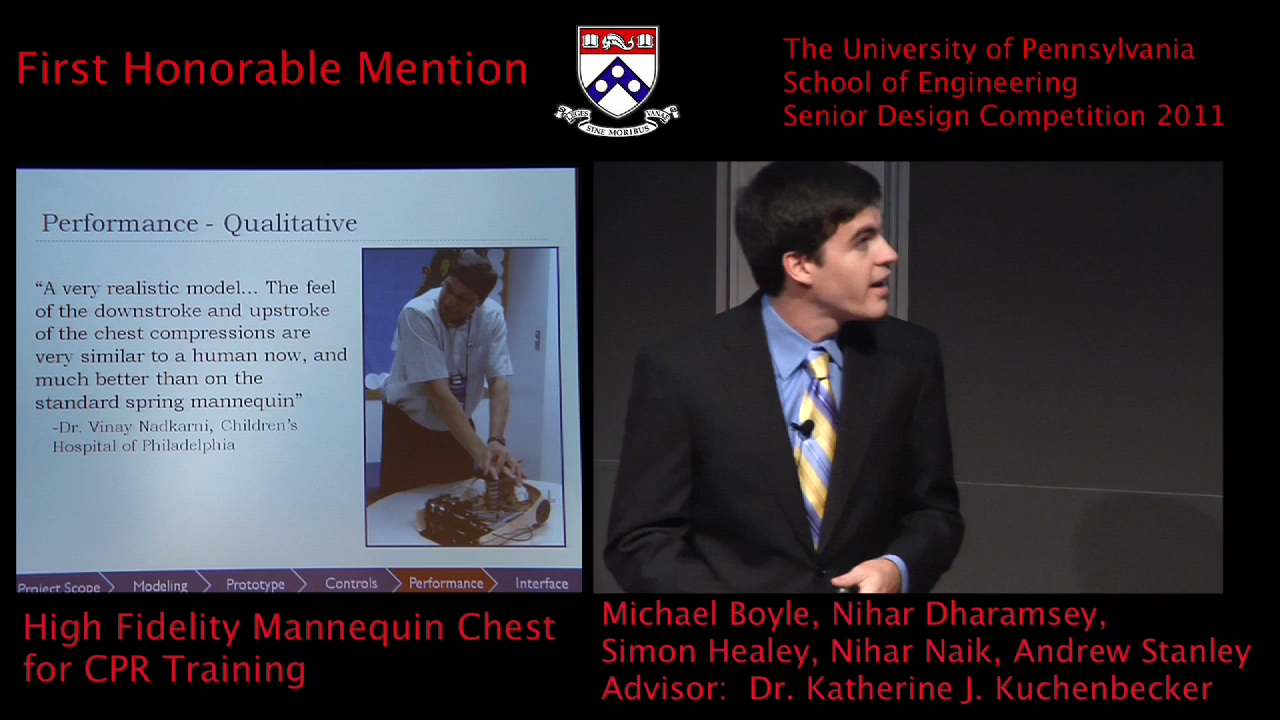 First Honorable Mention
The University of Pennsylvania
School of Engineering
Senior Design Competition 2011
LEGES
VANAE
SINE MORIBUS
Performance - Qualitative
“A very realistic model... The feel
of the downstroke and upstroke
of the chest compressions are
very similar to a human now, and
much better than on the
standard spring mannequin”
-Dr. Vinay Nadkarni, Children’s
Hospital of Philadelphia
Project Scope
Modeling
Prototype
Controls
Performance
Interface
High Fidelity Mannequin Chest
for CPR Training
Michael Boyle, Nihar Dharamsey,
Simon Healey, Nihar Naik, Andrew Stanley
Advisor: Dr. Katherine J. Kuchenbecker